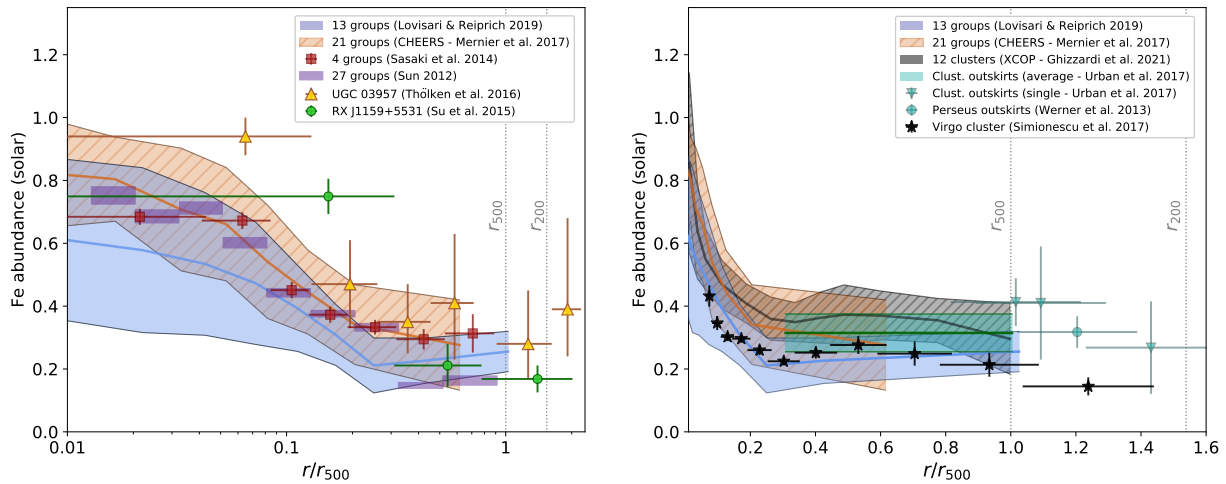 13 groups (Lovisari & Reiprich 2019)
21 groups (CHEERS - Mernier et al. 2017)
4 groups (Sasaki et al. 2014)
27 groups (Sun 2012)
UGC 03957 (Thölken et al. 2016)
RX J1159+5531 (Su et al. 2015)
Fe abundance (solar)
1.2
1.0
0.8
0.6
0.4
0.2
0.0
r500
r200
0.01
0.1
1
r/r500
13 groups (Lovisari & Reiprich 2019)
21 groups (CHEERS - Mernier et al. 2017)
12 clusters (XCOP - Ghizzardi et al. 2021)
Clust. outskirts (average - Urban et al. 2017)
Clust. outskirts (single - Urban et al. 2017)
Perseus outskirts (Werner et al. 2013)
Virgo cluster (Simionescu et al. 2017)
Fe abundance (solar)
1.2
1.0
0.8
0.6
0.4
0.2
0.0
r500
r200
0.2
0.4
0.6
0.8
1.0
1.2
1.4
1.6
r/r500